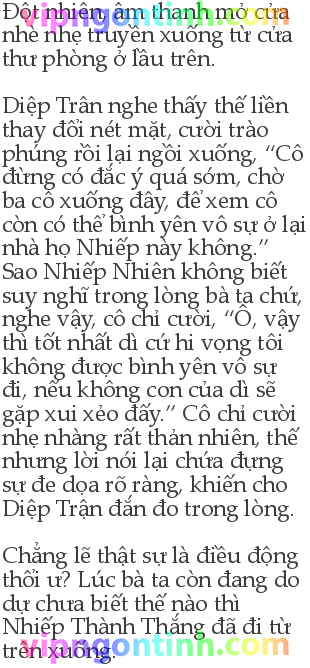 Đột nhiên, âm thanh mở cửa
nhè nhẹ truyền xuống từ cửa
thư phòng ở lầu trên.
Diệp Trân nghe thấy thế liền
thay đổi nét mặt, cười trào
phúng rồi lại ngồi xuống, “Cô
đừng có đắc ý quá sớm, chờ
ba cô xuống đây, để xem cô
còn có thể bình yên vô sự ở lại
nhà họ Nhiếp này không.”
Sao Nhiếp Nhiên không biết
suy nghĩ trong lòng bà ta chứ,
nghe vậy, cô chỉ cười, “Ồ, vậy
thì tốt nhất dì cứ hi vọng tôi
không được bình yên vô sự
đi, nếu không con của dì sẽ
gặp xui xẻo đấy.” Cô chỉ cười
nhẹ nhàng rất thản nhiên, thế
nhưng lời nói lại chứa đựng
sự đe dọa rõ ràng, khiến cho
Diệp Trận đắn đo trong lòng.
Chẳng lẽ thật sự là điều động
thổi ư? Lúc bà ta còn đang do
dự chưa biết thế nào thì
Nhiếp Thành Thắng đã đi từ
trên xuống.
vipngontinh.com
vipngontinh.com